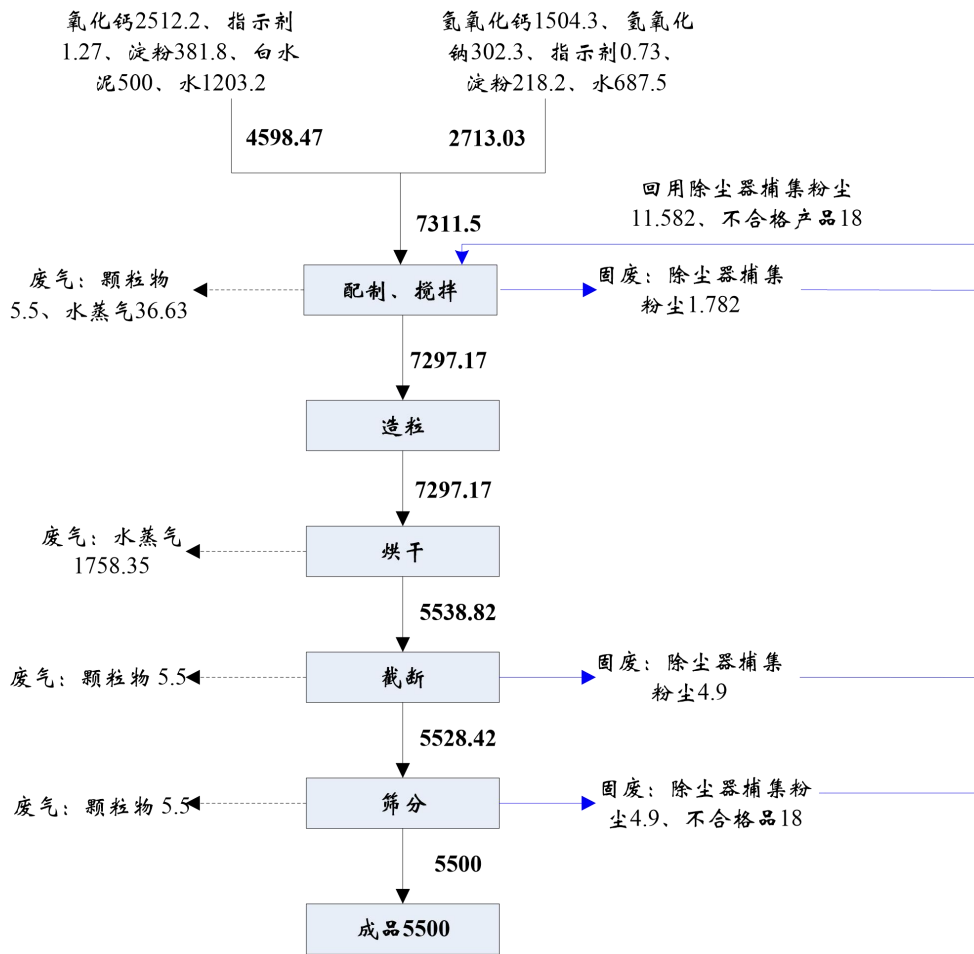 氧化钙2512.2、指示剂
1.27、淀粉381.8、白水
泥500、水1203.2
氢氧化钙1504.3、氢氧化
钠302.3、指示剂0.73、
淀粉218.2、水687.5
4598.47
2713.03
7311.5
回用除尘器捕集粉尘
11.582、不合格产品18
废气：颗粒物
5.5、水蒸气36.63
配制、搅拌
固废：除尘器捕集
粉尘1.782
7297.17
造粒
7297.17
废气：水蒸气
1758.35
烘干
5538.82
废气：颗粒物 5.5
截断
固废：除尘器捕集
粉尘4.9
5528.42
废气：颗粒物 5.5
筛分
固废：除尘器捕集粉
尘4.9、不合格品18
5500
成品5500